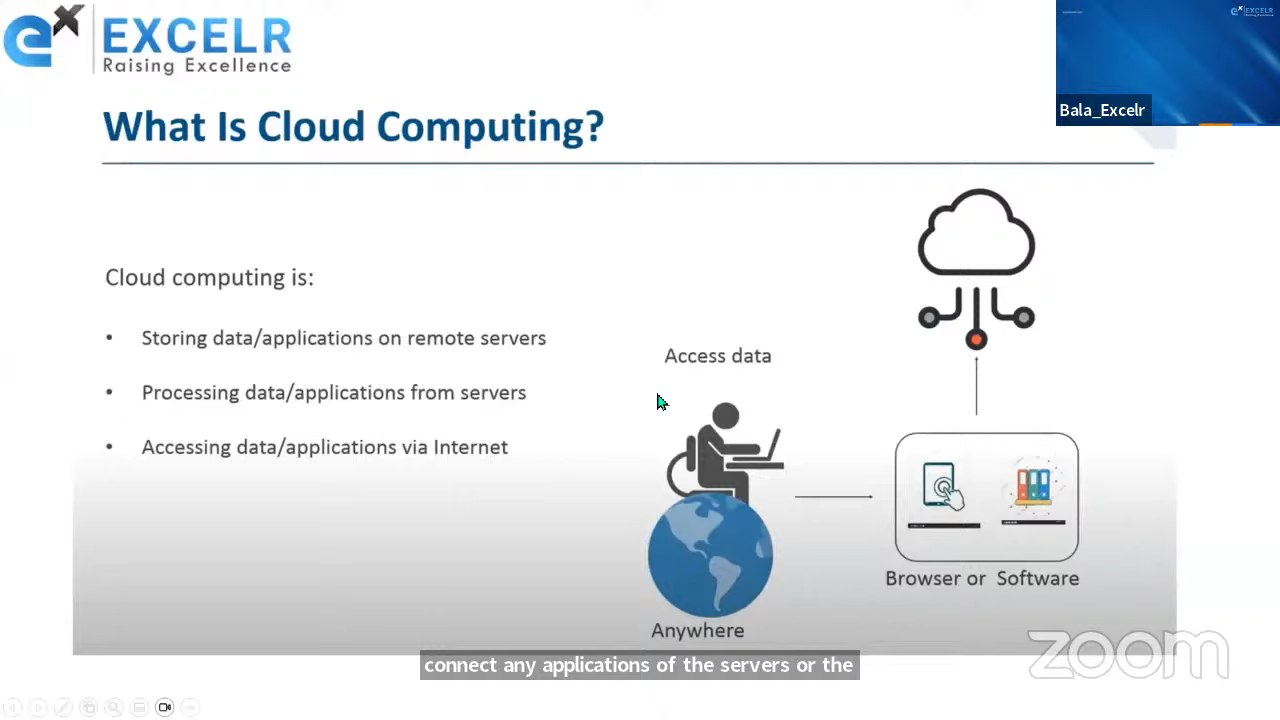 EXCELR
Raising Excellence
EXCELR
Bala_Excelr
What Is Cloud Computing?
Cloud computing is:
• Storing data/applications on remote servers
• Processing data/applications from servers
• Accessing data/applications via Internet
Access data
Anywhere
Browser or Software
connect any applications of the servers or the
zoom